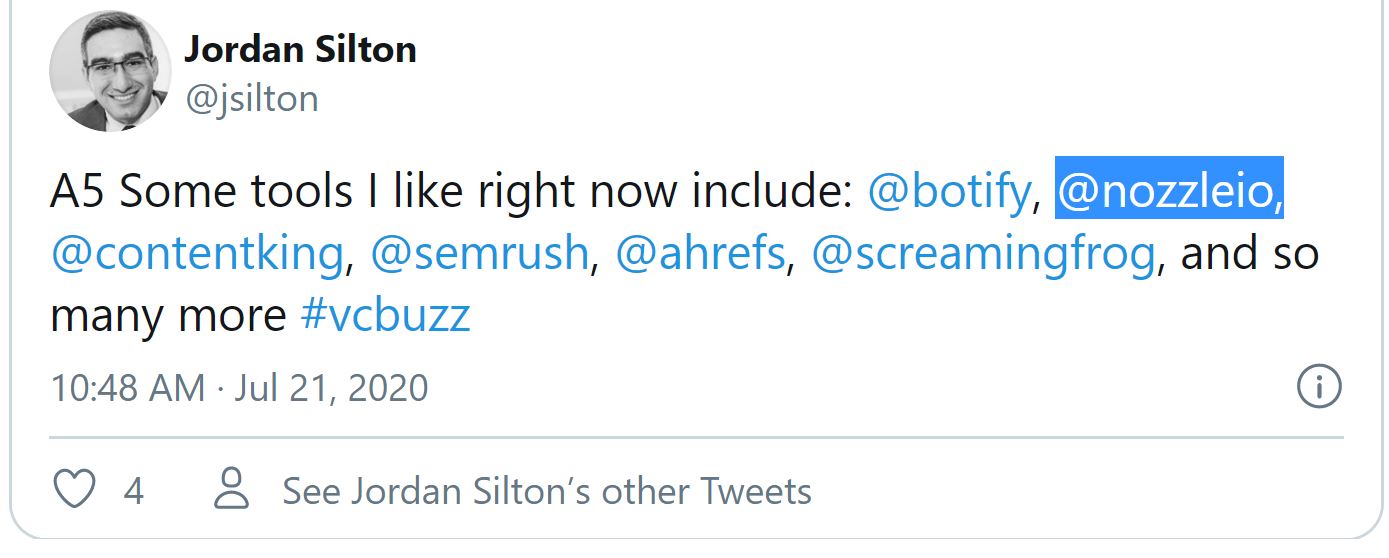 Jordan Silton
@jsilton
A5 Some tools I like right now include: @botify, @nozzleio,
@contentking, @semrush, @ahrefs, @screamingfrog, and so
many more #vcbuzz
10:48 AM · Jul 21, 2020
4 See Jordan Silton’s other Tweets